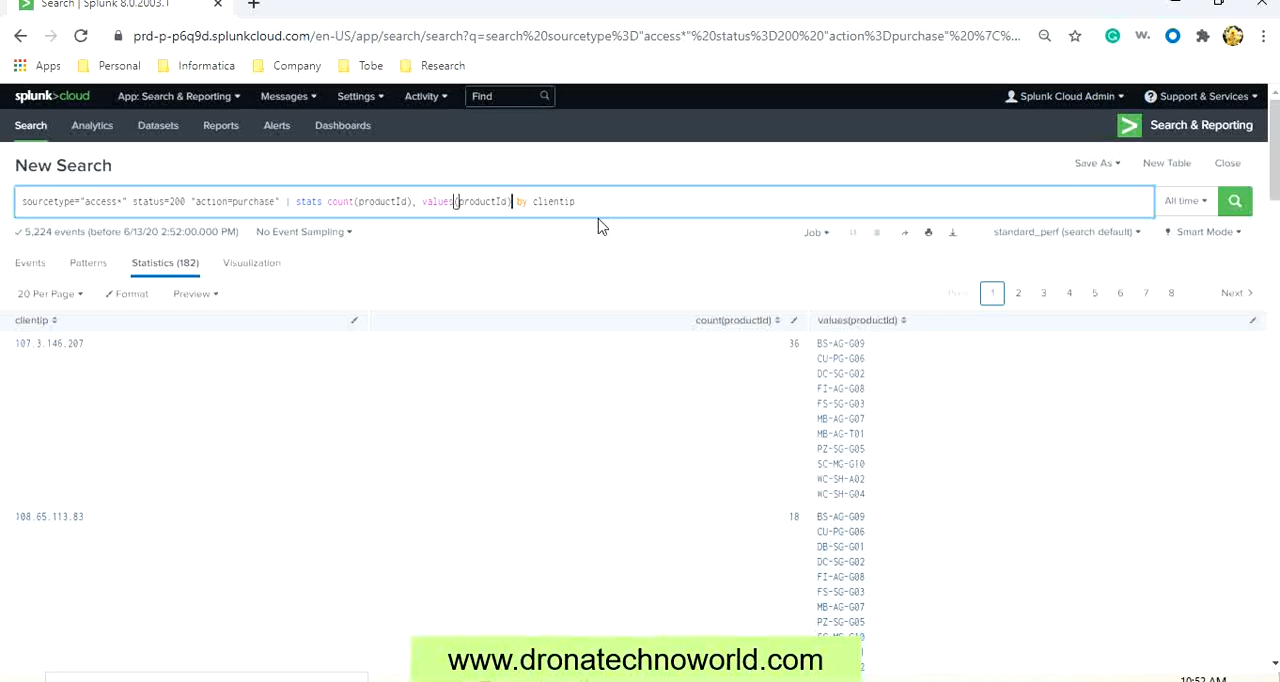 Search | Splunk 8.0.2003.1
prd-p-p6q9d.splunkcloud.com/en-US/app/search/search?q=search%20sourcetype%3D"access*"%20status%3D200%20"action%3Dpurchase"%20%7C%...
Apps Personal Informatica Company Tobe Research
splunk>cloud App: Search & Reporting Messages Settings Activity Find Splunk Cloud Admin Support & Services
Search Analytics Datasets Reports Alerts Dashboards Search & Reporting
New Search Save As New Table Close
sourcetype="access*" status=200 "action=purchase" | stats count(productId), values(productId) by clientip All time
5,224 events (before 6/13/20 2:52:00.000 PM) No Event Sampling Job standard_perf (search default) Smart Mode
Events Patterns Statistics (182) Visualization
20 Per Page Format Preview Prev 1 2 3 4 5 6 7 8 Next
clientip count(productId) values(productId)
107.3.146.207 36 BS-AG-G09
CU-PG-G06
DC-SG-G02
FI-AG-G08
FS-SG-G03
MB-AG-G07
MB-AG-T01
PZ-SG-G05
SC-MG-G10
WC-SH-A02
WC-SH-G04
108.65.113.83 18 BS-AG-G09
CU-PG-G06
DB-SG-G01
DC-SG-G02
FI-AG-G08
FS-SG-G03
MB-AG-G07
PZ-SG-G05
www.dronatechnoworld.com
10:52 AM